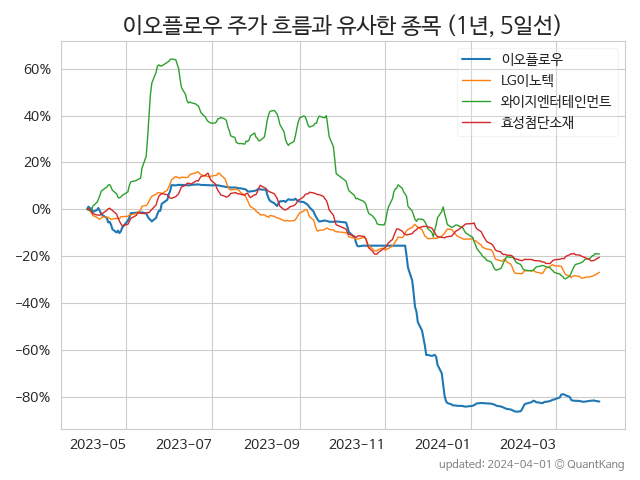 이오플로우 주가 흐름과 유사한 종목 (1년, 5일선)
이오플로우
LG이노텍
와이지엔터테인먼트
효성첨단소재
60%
40%
20%
0%
−20%
−40%
−60%
−80%
2023-05 2023-07 2023-09 2023-11 2024-01 2024-03
updated: 2024-04-01 © QuantKang